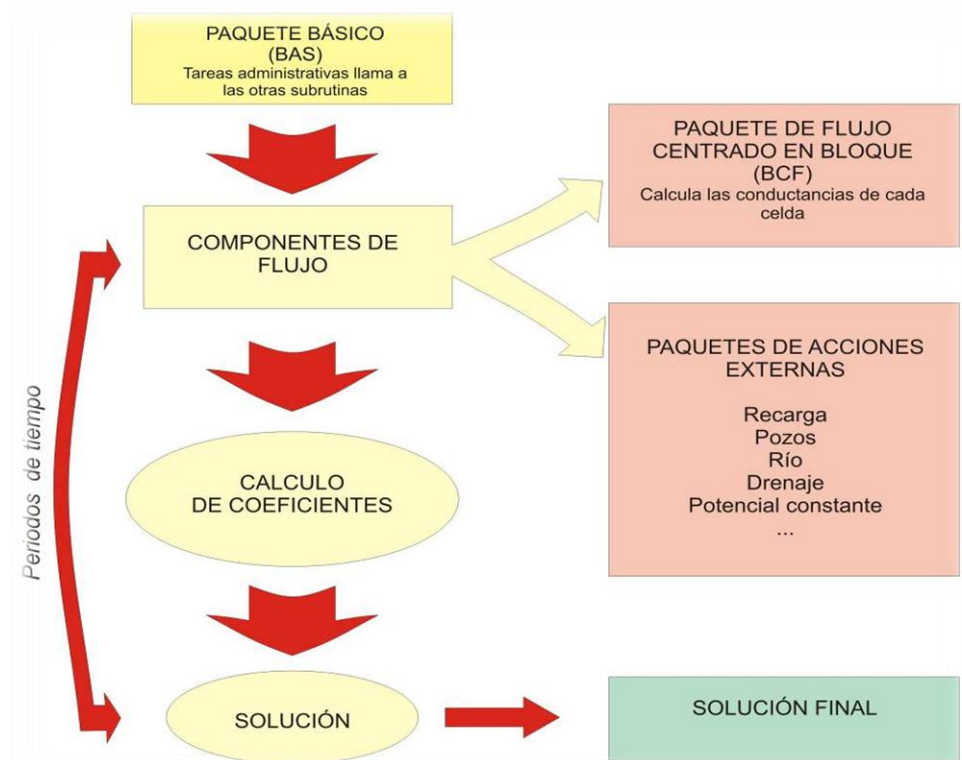 PAQUETE BÁSICO
(BAS)
Tareas administrativas llama a
las otras subrutinas
PAQUETE DE FLUJO
CENTRADO EN BLOQUE
(BCF)
Calcula las conductancias de cada
celda
COMPONENTES DE
FLUJO
PAQUETES DE ACCIONES
EXTERNAS
Recarga
Pozos
Río
Drenaje
Potencial constante
...
Periodos de tiempo
CALCULO
DE COEFICIENTES
SOLUCIÓN
SOLUCIÓN FINAL